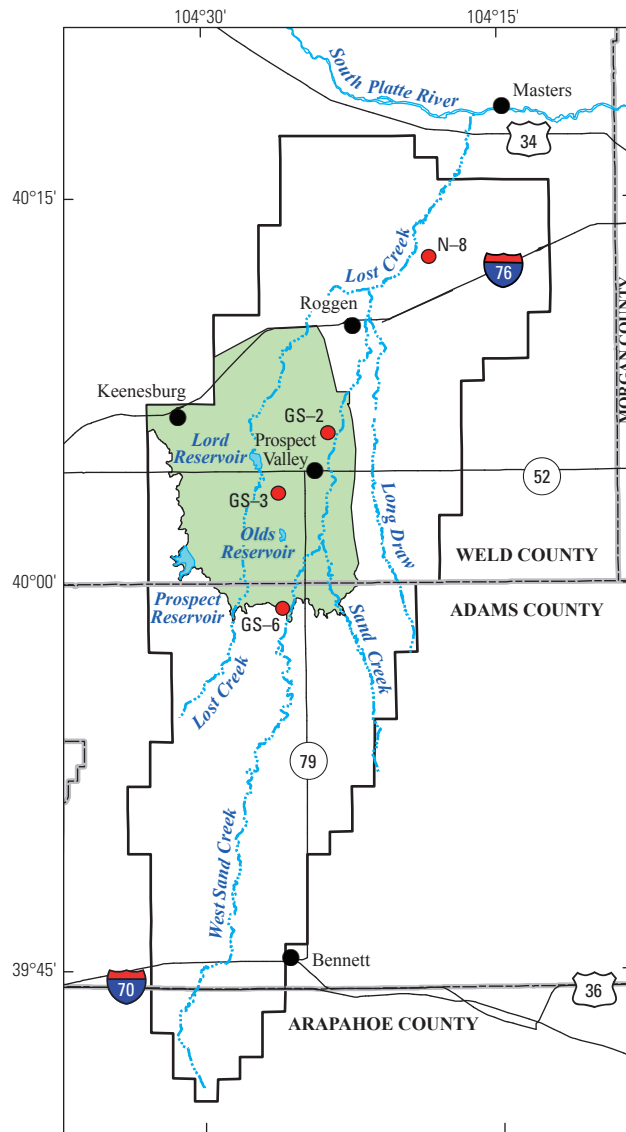 104°30'
104°15'
South Platte River
Masters
34
40°15'
N–8
Lost Creek
76
Roggen
MORGAN COUNTY
Keenesburg
GS–2
Lord
Reservoir
Prospect
Valley
52
GS–3
Long Draw
Olds
Reservoir
WELD COUNTY
40°00'
ADAMS COUNTY
Prospect
Reservoir
GS–6
Sand Creek
Lost Creek
79
West Sand Creek
39°45'
Bennett
70
36
ARAPAHOE COUNTY